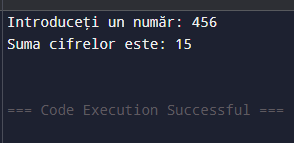 Introduceți un număr: 456
Suma cifrelor este: 15
=== Code Execution Successful ===